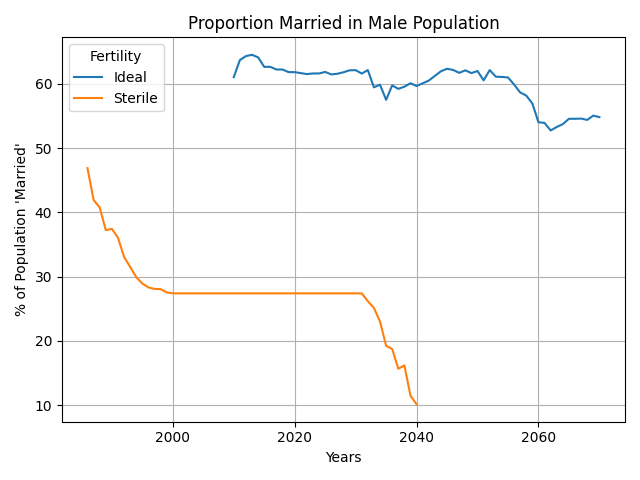 Proportion Married in Male Population
Fertility
Ideal
Sterile
% of Population 'Married'
60
50
40
30
20
10
2000
2020
2040
2060
Years